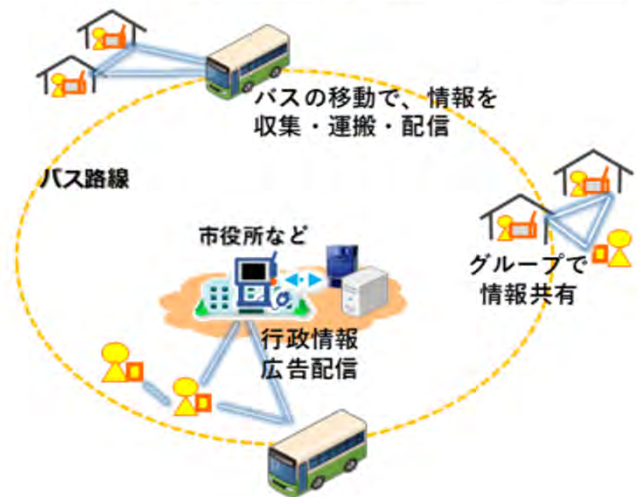 バスの移動で、情報を
収集・運搬・配信
バス路線
市役所など
グループで
情報共有
行政情報
広告配信